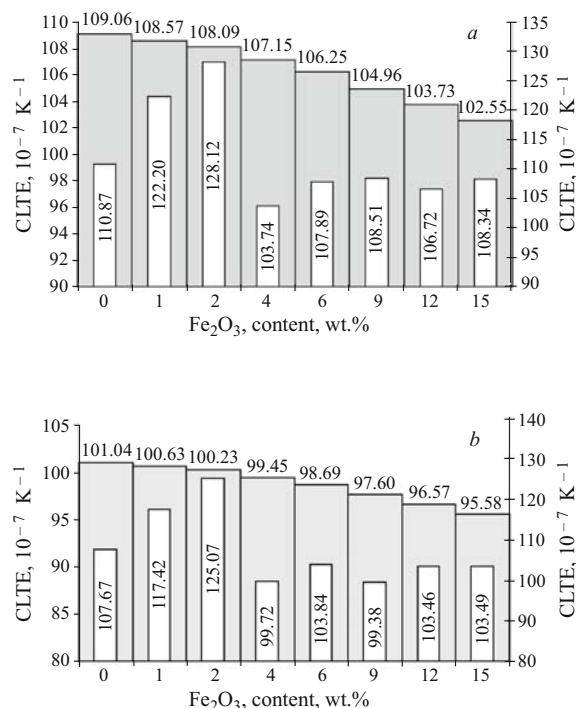 a
CLTE, 10⁻⁷ K⁻¹
110
108
106
104
102
100
98
96
94
92
90
109.06 108.57 108.09 107.15 106.25 104.96 103.73 102.55
110.87 122.20 128.12 103.74 107.89 108.51 106.72 108.34
135
130
125
120
115
110
105
100
95
90
CLTE, 10⁻⁷ K⁻¹
0 1 2 4 6 9 12 15
Fe₂O₃, content, wt.%
b
CLTE, 10⁻⁷ K⁻¹
105
100
95
90
85
80
101.04 100.63 100.23 99.45 98.69 97.60 96.57 95.58
107.67 117.42 125.07 99.72 103.84 99.38 103.46 103.49
140
130
120
110
100
90
80
CLTE, 10⁻⁷ K⁻¹
0 1 2 4 6 9 12 15
Fe₂O₃, content, wt.%